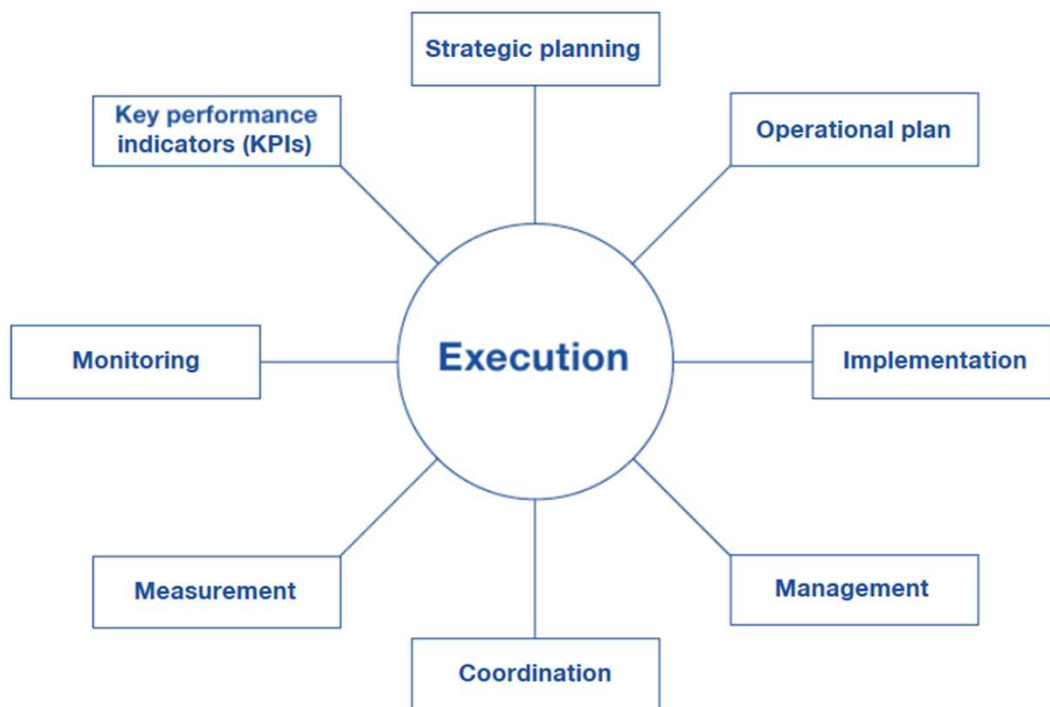 Strategic planning
Key performance
indicators (KPIs)
Operational plan
Monitoring
Execution
Implementation
Measurement
Management
Coordination